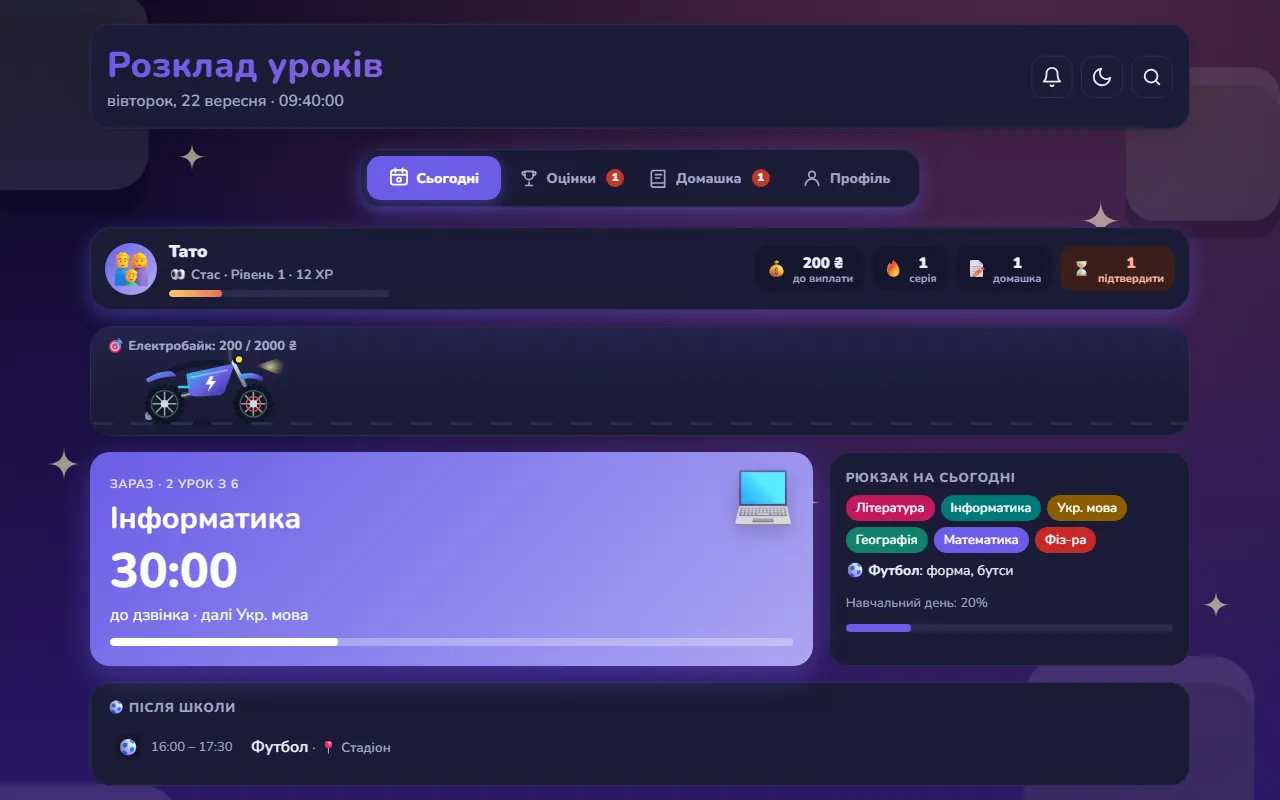 Розклад уроків
вівторок, 22 вересня · 09:40:00
Сьогодні
Оцінки 1
Домашка 1
Профіль
Тато
Стас · Рівень 1 · 12 XP
200 ₴
до виплати
1
серія
1
домашка
1
підтвердити
Електробайк: 200 / 2000 ₴
ЗАРАЗ · 2 УРОК З 6
Інформатика
30:00
до дзвінка · далі Укр. мова
РЮКЗАК НА СЬОГОДНІ
Література Інформатика Укр. мова
Географія Математика Фіз-ра
Футбол: форма, бутси
Навчальний день: 20%
ПІСЛЯ ШКОЛИ
16:00 – 17:30 Футбол · Стадіон